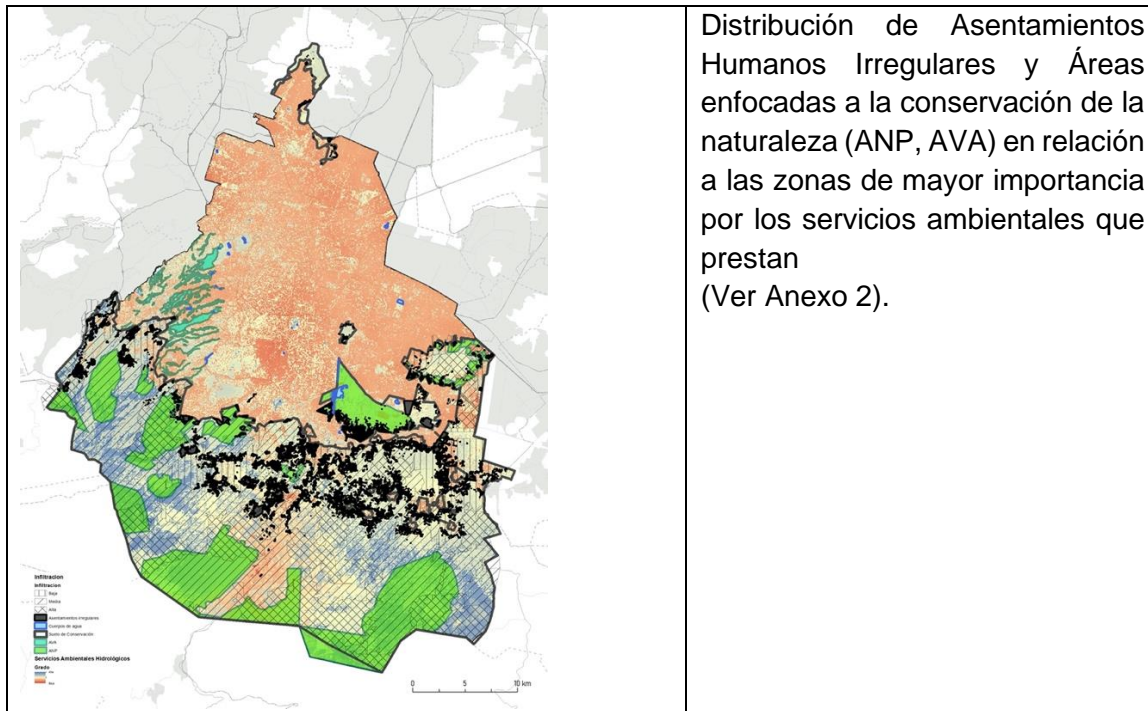 Distribución de Asentamientos
Humanos Irregulares y Áreas
enfocadas a la conservación de la
naturaleza (ANP, AVA) en relación
a las zonas de mayor importancia
por los servicios ambientales que
prestan
(Ver Anexo 2).
Infiltracion
Infiltracion
Baja
Media
Alta
Asentamientos irregulares
Cuerpos de agua
Suelo de Conservación
AVA
ANP
Servicios Ambientales Hidrológicos
Grado
0 5 10 km